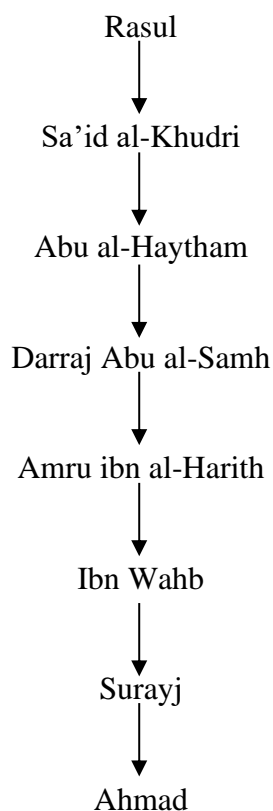 Rasul
Sa’id al-Khudri
Abu al-Haytham
Darraj Abu al-Samh
Amru ibn al-Harith
Ibn Wahb
Surayj
Ahmad